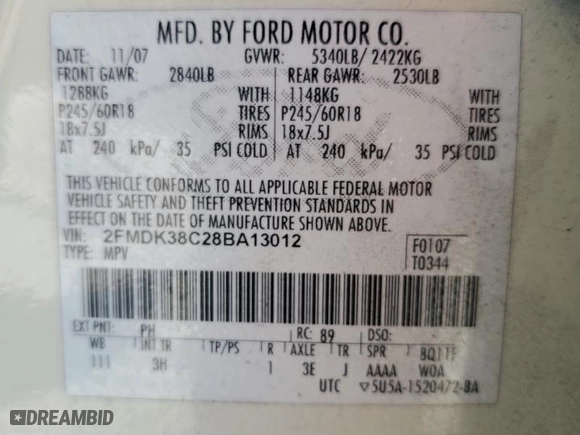 MFD. BY FORD MOTOR CO.
DATE: 11/07 GVWR: 5340LB/ 2422KG
FRONT GAWR: 2840LB REAR GAWR: 2530LB
1288KG WITH 1148KG WITH
P245/60R18 TIRES P245/60R18 TIRES
18x7.5J RIMS 18x7.5J RIMS
AT 240 kPa/ 35 PSI COLD AT 240 kPa/ 35 PSI COLD
THIS VEHICLE CONFORMS TO ALL APPLICABLE FEDERAL MOTOR
VEHICLE SAFETY AND THEFT PREVENTION STANDARDS IN
EFFECT ON THE DATE OF MANUFACTURE SHOWN ABOVE.
VIN: 2FMDK38C28BA13012 F0107
TYPE: MPV T0344
EXT PNT: PH RC: 89 DSO:
WB INT TR TP/PS R AXLE TR SPR
111 3H 1 3E J AAAA W0A
UTC ▽5U5A-1520472-BA
DREAMBID